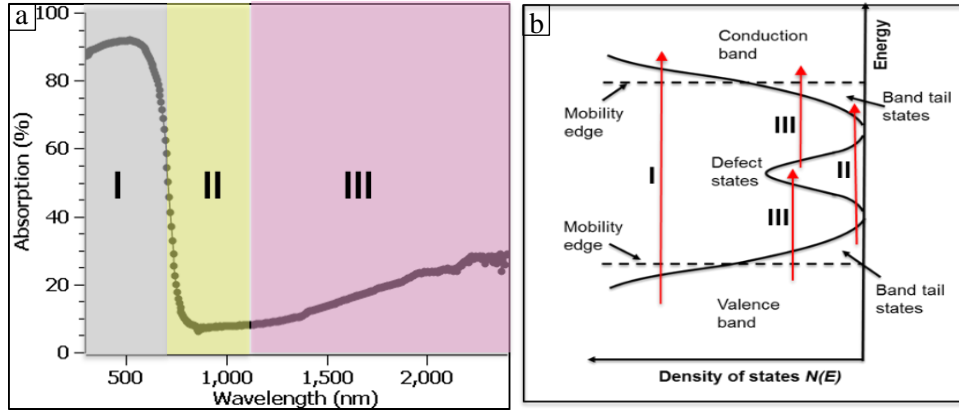 a
100
80
60
40
20
0
Absorption (%)
I
II
III
500
1,000
1,500
2,000
Wavelength (nm)
b
Conduction
band
Energy
Mobility
edge
Band tail
states
III
Defect
states
I
II
III
Mobility
edge
Band tail
states
Valence
band
Density of states N(E)